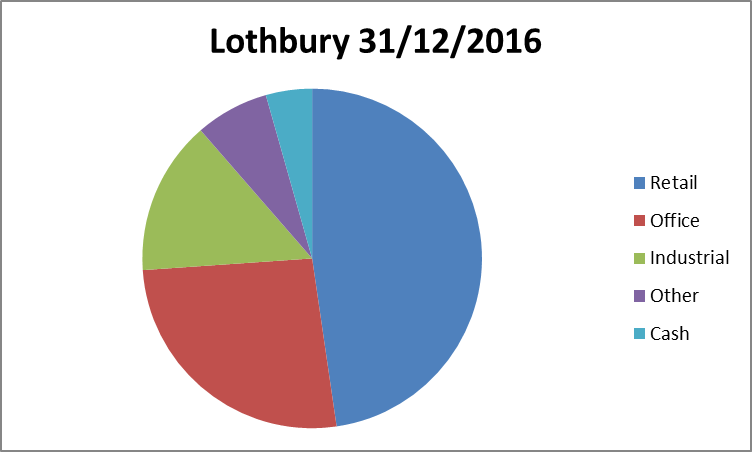 Lothbury 31/12/2016
Retail
Office
Industrial
Other
Cash